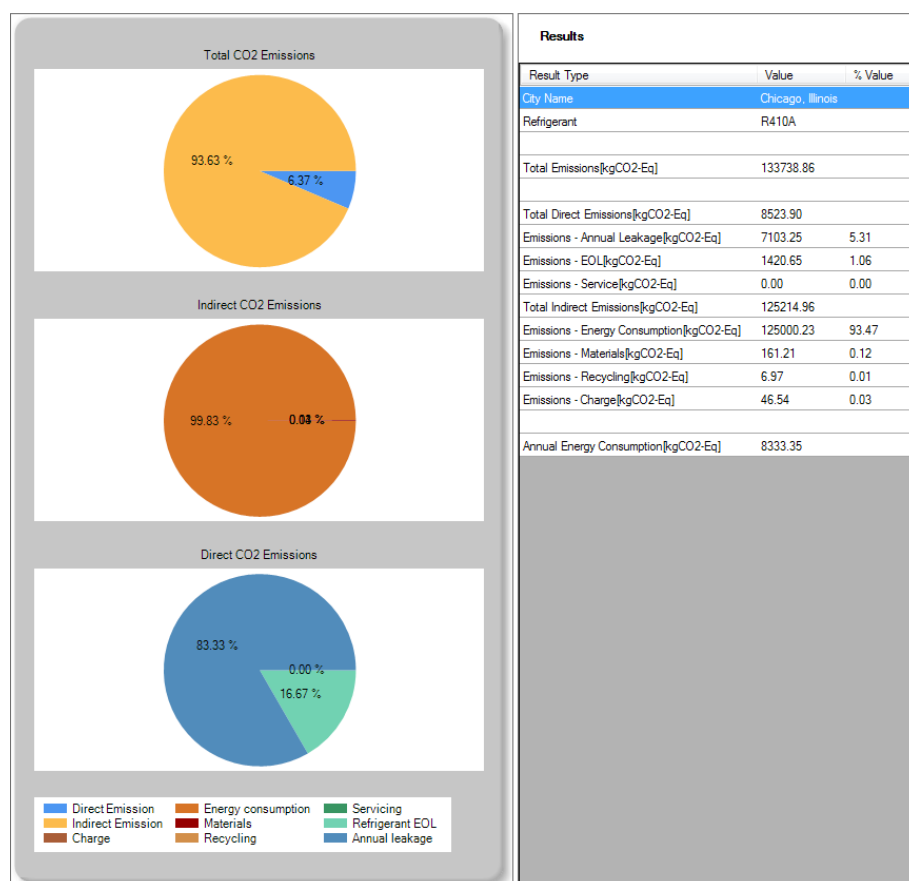 Total CO2 Emissions
93.63 %
6.37 %
Indirect CO2 Emissions
99.83 %
Direct CO2 Emissions
83.33 %
0.00 %
16.67 %
Direct Emission Energy consumption Servicing
Indirect Emission Materials Refrigerant EOL
Charge Recycling Annual leakage
Results
Result Type Value % Value
City Name Chicago, Illinois
Refrigerant R410A
Total Emissions[kgCO2-Eq] 133738.86
Total Direct Emissions[kgCO2-Eq] 8523.90
Emissions - Annual Leakage[kgCO2-Eq] 7103.25 5.31
Emissions - EOL[kgCO2-Eq] 1420.65 1.06
Emissions - Service[kgCO2-Eq] 0.00 0.00
Total Indirect Emissions[kgCO2-Eq] 125214.96
Emissions - Energy Consumption[kgCO2-Eq] 125000.23 93.47
Emissions - Materials[kgCO2-Eq] 161.21 0.12
Emissions - Recycling[kgCO2-Eq] 6.97 0.01
Emissions - Charge[kgCO2-Eq] 46.54 0.03
Annual Energy Consumption[kgCO2-Eq] 8333.35